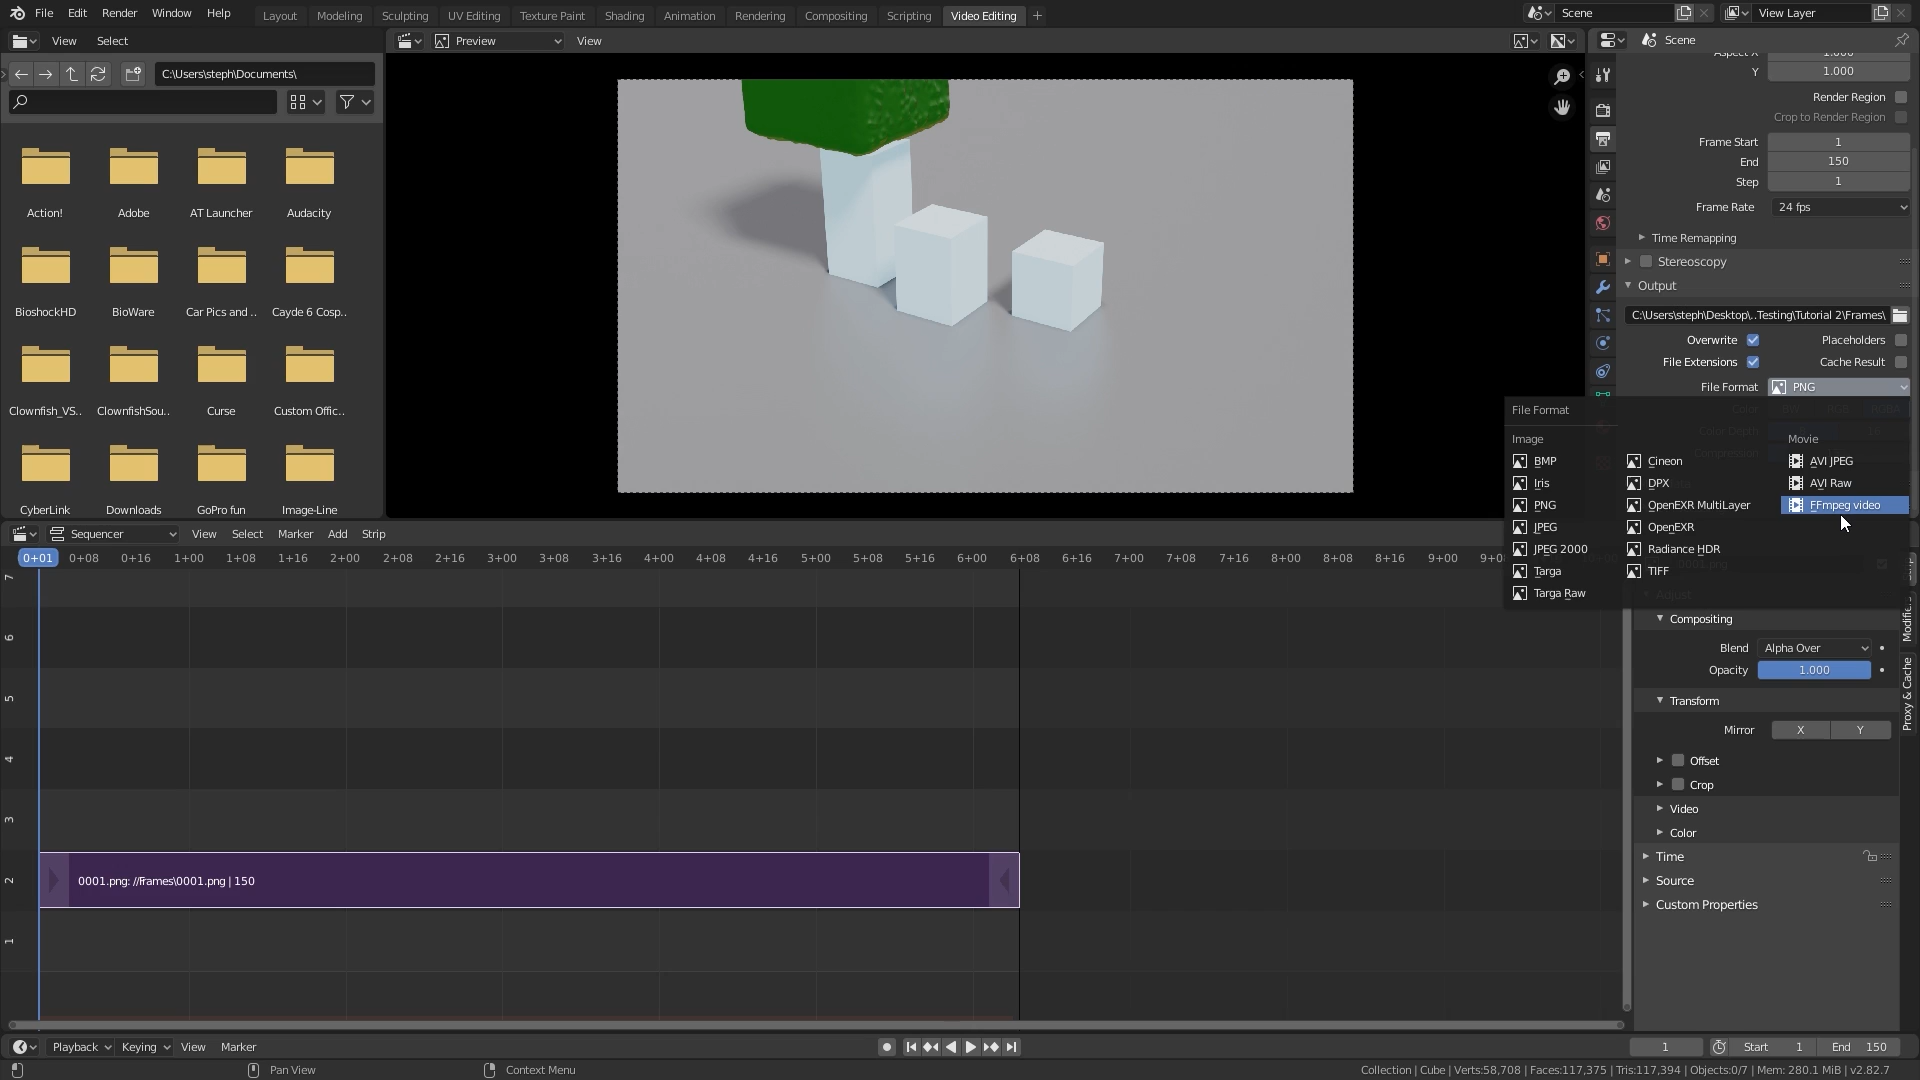 File Edit Render Window Help Layout Modeling Sculpting UV Editing Texture Paint Shading Animation Rendering Compositing Scripting Video Editing + Scene View Layer
View Select
Preview View
Scene
C:\Users\steph\Documents\
Action! Adobe AT Launcher Audacity
BioshockHD BioWare Car Pics and .. Cayde 6 Cosp..
Clownfish_VS.. ClownfishSou.. Curse Custom Offic..
CyberLink Downloads GoPro fun Image-Line
Aspect X 1.000
Y 1.000
Render Region
Crop to Render Region
Frame Start 1
End 150
Step 1
Frame Rate 24 fps
Time Remapping
Stereoscopy
Output
C:\Users\steph\Desktop\..Testing\Tutorial 2\Frames\
Overwrite Placeholders
File Extensions Cache Result
File Format PNG
File Format
Image Movie
BMP Cineon AVI JPEG
Iris DPX AVI Raw
PNG OpenEXR MultiLayer FFmpeg video
JPEG OpenEXR
JPEG 2000 Radiance HDR
Targa TIFF
Targa Raw
Sequencer View Select Marker Add Strip
0+01 0+08 0+16 1+00 1+08 1+16 2+00 2+08 2+16 3+00 3+08 3+16 4+00 4+08 4+16 5+00 5+08 5+16 6+00 6+08 6+16 7+00 7+08 7+16 8+00 8+08 8+16 9+00
7
6
5
4
3
2
1
0001.png: //Frames\0001.png | 150
Compositing
Blend Alpha Over
Opacity 1.000
Transform
Mirror X Y
Offset
Crop
Video
Color
Time
Source
Custom Properties
Modifiers
Proxy & Cache
Playback Keying View Marker 1 Start 1 End 150
Pan View Context Menu Collection | Cube | Verts:58,708 | Faces:117,375 | Tris:117,394 | Objects:0/7 | Mem: 280.1 MiB | v2.82.7